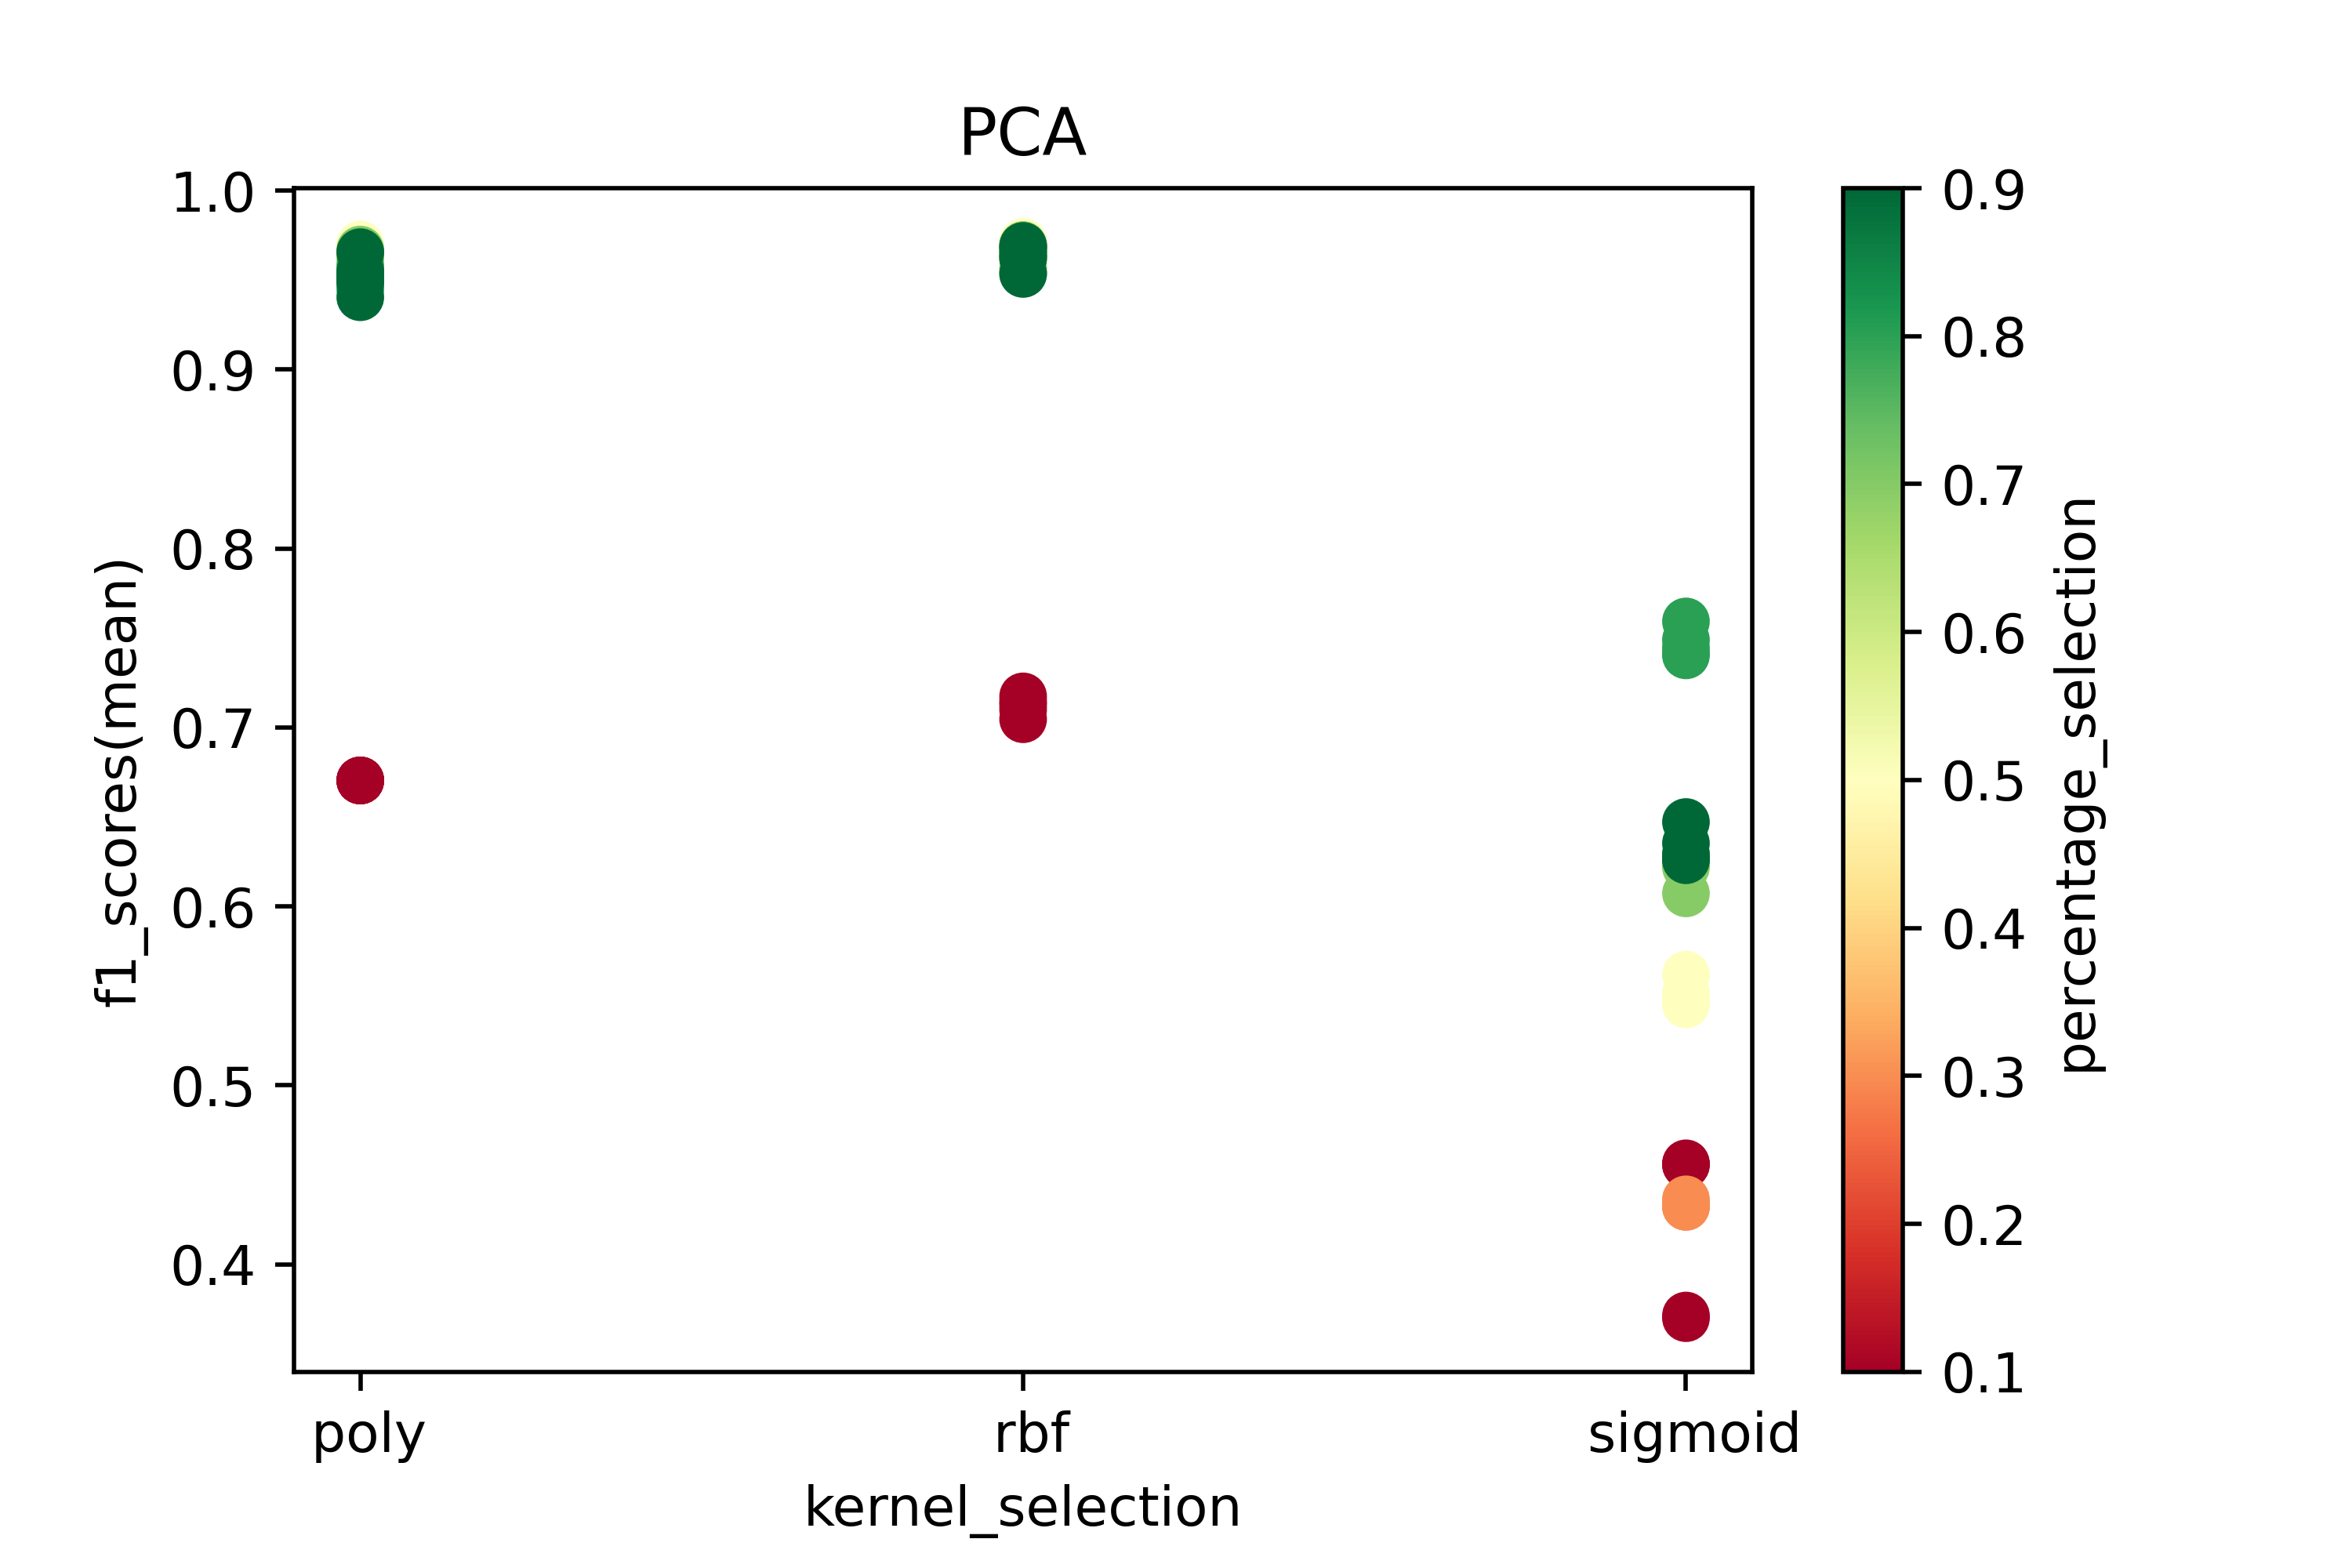 PCA
1.0
0.9
0.8
0.7
0.6
0.5
0.4
f1_scores(mean)
poly
rbf
sigmoid
kernel_selection
0.9
0.8
0.7
0.6
0.5
0.4
0.3
0.2
0.1
percentage_selection